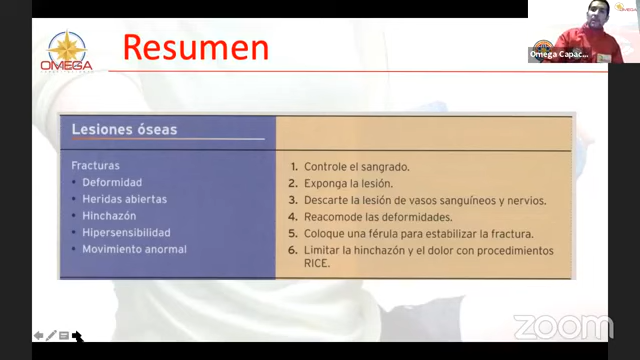 OMEGA
Resumen
OMEGA
Omega Capac...
Lesiones óseas
Fracturas
• Deformidad
• Heridas abiertas
• Hinchazón
• Hipersensibilidad
• Movimiento anormal
1. Controle el sangrado.
2. Exponga la lesión.
3. Descarte la lesión de vasos sanguíneos y nervios.
4. Reacomode las deformidades.
5. Coloque una férula para estabilizar la fractura.
6. Limitar la hinchazón y el dolor con procedimientos
RICE.
zoom